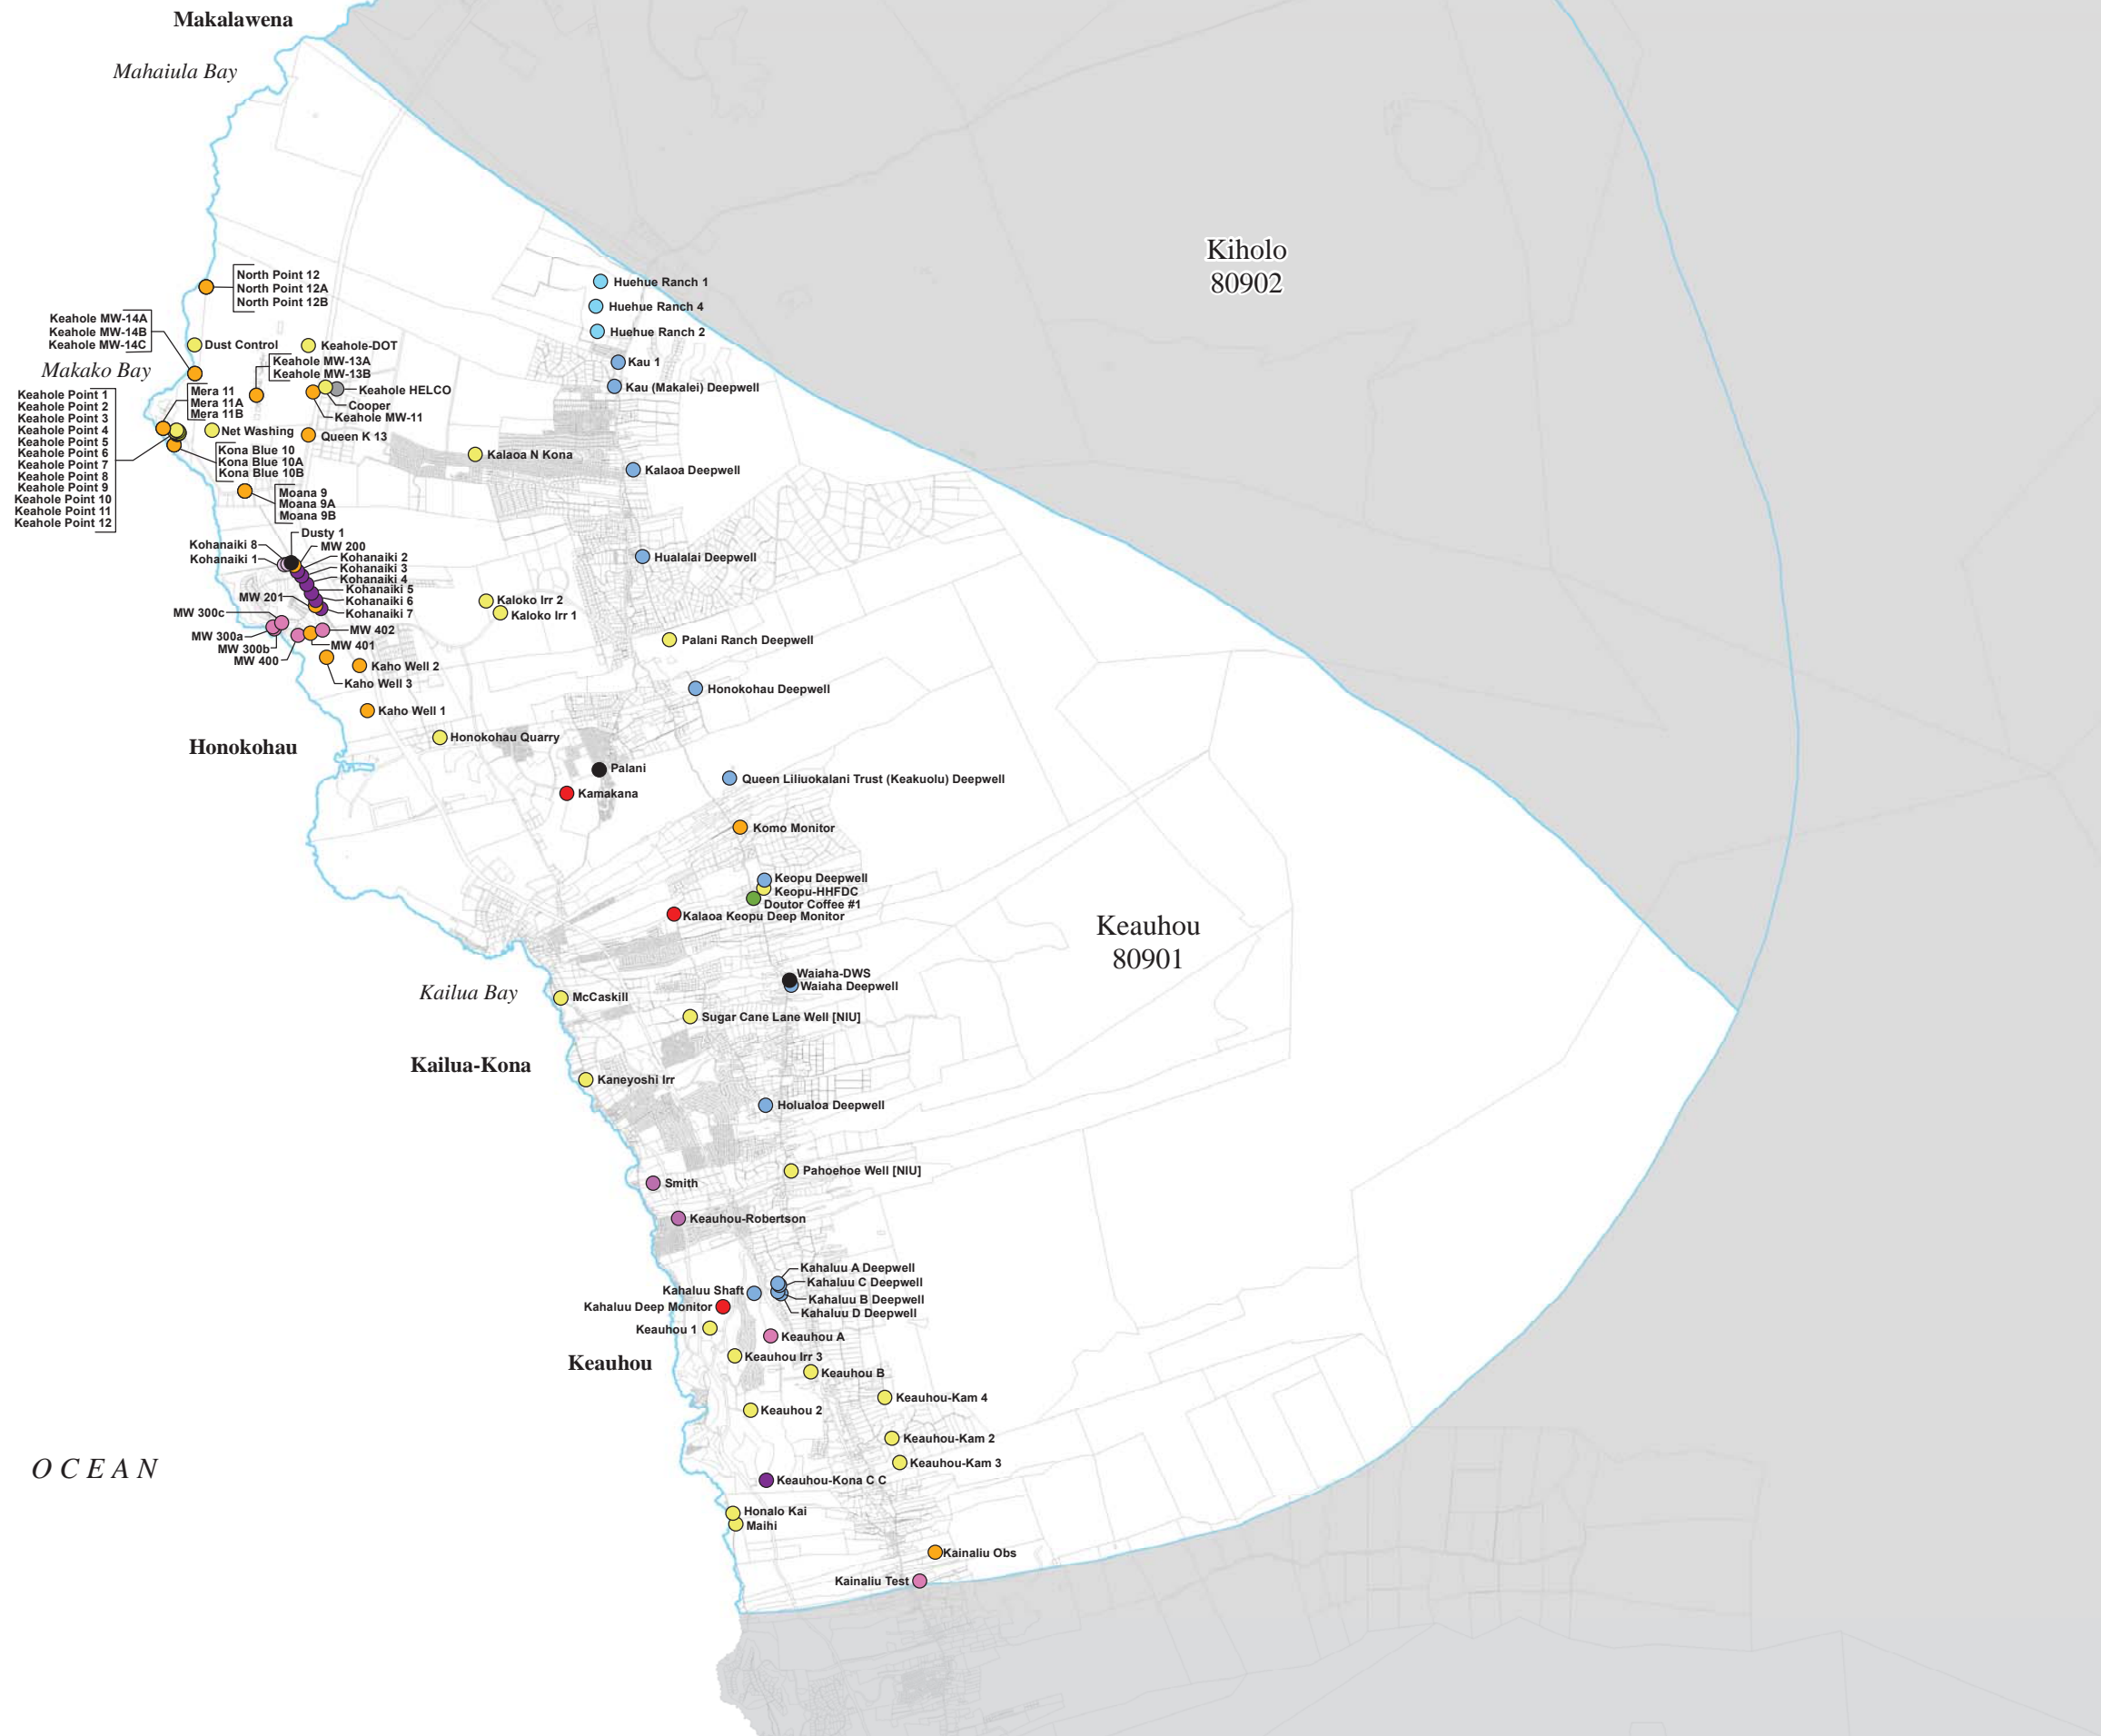 Makalawena
Mahaiula Bay
Kiholo
80902
North Point 12
North Point 12A
North Point 12B
Huehue Ranch 1
Huehue Ranch 4
Huehue Ranch 2
Keahole MW-14A
Keahole MW-14B
Keahole MW-14C
Dust Control
Keahole-DOT
Makako Bay
Keahole MW-13A
Keahole MW-13B
Kau 1
Kau (Makalei) Deepwell
Keahole HELCO
Cooper
Keahole MW-11
Mera 11
Mera 11A
Mera 11B
Keahole Point 1
Keahole Point 2
Keahole Point 3
Keahole Point 4
Keahole Point 5
Keahole Point 6
Keahole Point 7
Keahole Point 8
Keahole Point 9
Keahole Point 10
Keahole Point 11
Keahole Point 12
Net Washing
Queen K 13
Kona Blue 10
Kona Blue 10A
Kona Blue 10B
Kalaoa N Kona
Kalaoa Deepwell
Moana 9
Moana 9A
Moana 9B
Dusty 1
Kohanaiki 8
MW 200
Kohanaiki 1
Kohanaiki 2
Kohanaiki 3
Kohanaiki 4
Kohanaiki 5
MW 201
Kohanaiki 6
Kohanaiki 7
Hualalai Deepwell
Kaloko Irr 2
Kaloko Irr 1
MW 300c
MW 300a
MW 300b
MW 400
MW 402
MW 401
Palani Ranch Deepwell
Kaho Well 2
Kaho Well 3
Honokohau Deepwell
Kaho Well 1
Honokohau Quarry
Honokohau
Palani
Kamakana
Queen Liliuokalani Trust (Keakuolu) Deepwell
Komo Monitor
Keopu Deepwell
Keopu-HHFDC
Doutor Coffee #1
Kalaoa Keopu Deep Monitor
Keauhou
80901
Waiaha-DWS
Waiaha Deepwell
Kailua Bay
McCaskill
Sugar Cane Lane Well [NIU]
Kailua-Kona
Kaneyoshi Irr
Holualoa Deepwell
Pahoehoe Well [NIU]
Smith
Keauhou-Robertson
Kahaluu A Deepwell
Kahaluu C Deepwell
Kahaluu Shaft
Kahaluu B Deepwell
Kahaluu Deep Monitor
Kahaluu D Deepwell
Keauhou 1
Keauhou A
Keauhou Irr 3
Keauhou
Keauhou B
Keauhou-Kam 4
Keauhou 2
Keauhou-Kam 2
Keauhou-Kam 3
OCEAN
Keauhou-Kona C C
Honalo Kai
Maihi
Kainaliu Obs
Kainaliu Test